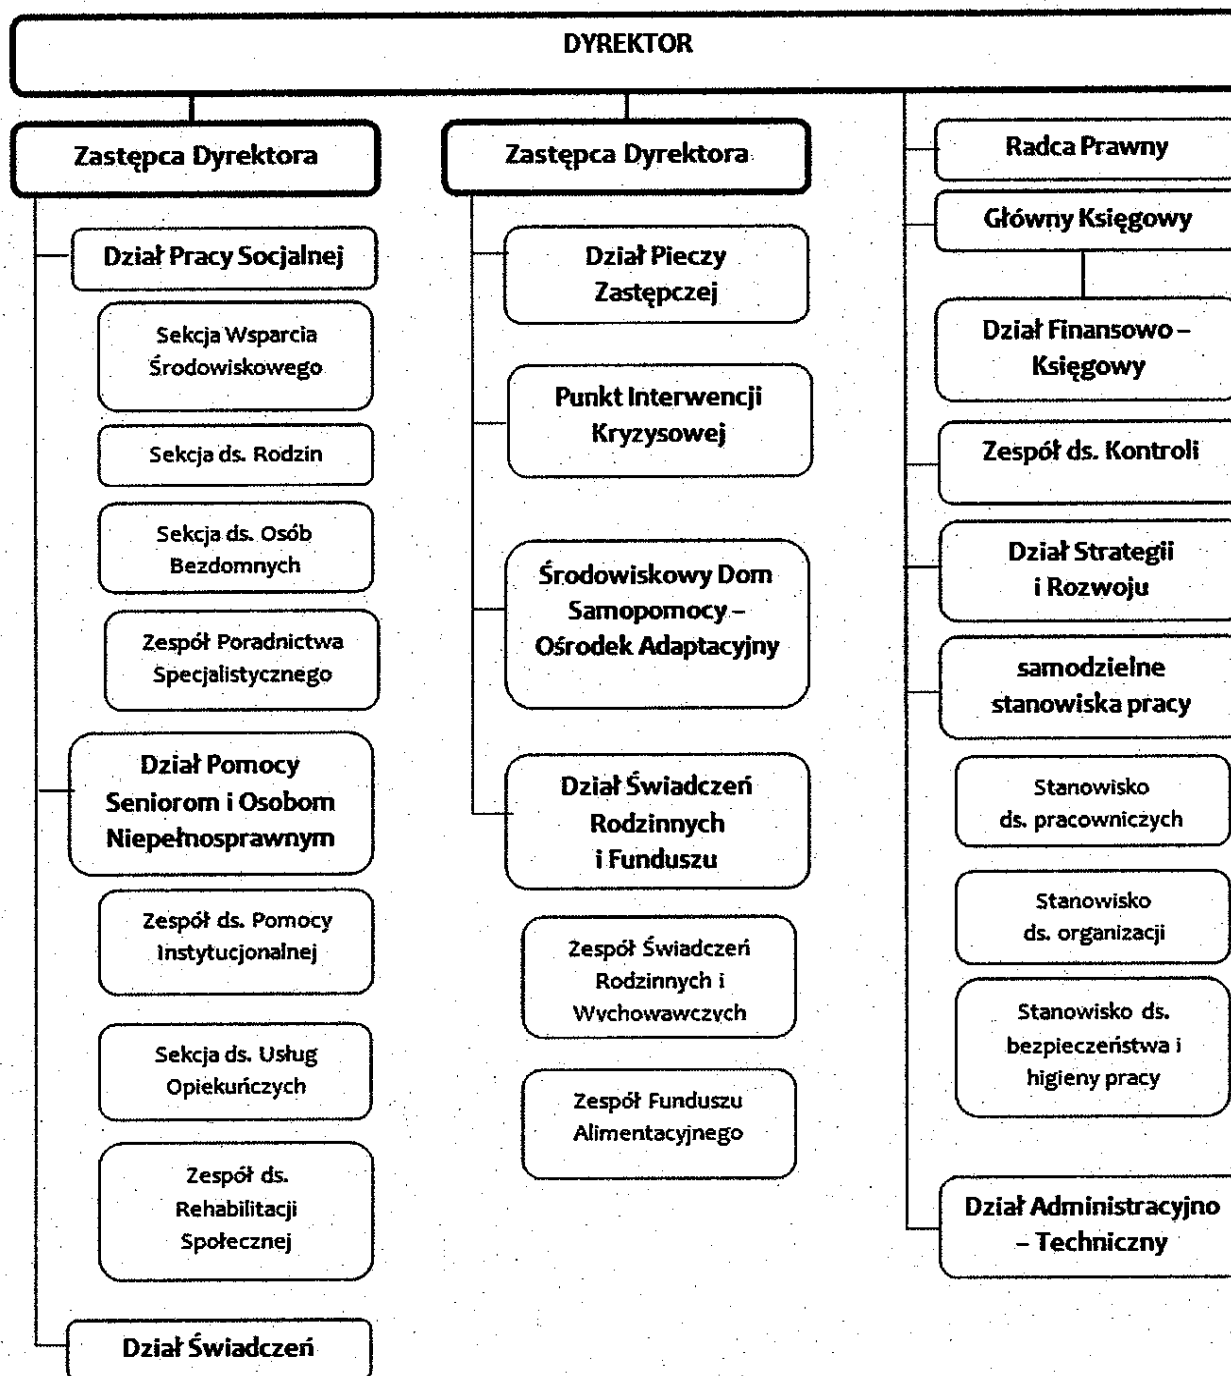 DYREKTOR
Zastępca Dyrektora
Dział Pracy Socjalnej
Sekcja Wsparcia
Środowiskowego
Sekcja ds. Rodzin
Sekcja ds. Osób
Bezdomnych
Zespół Poradnictwa
Specjalistycznego
Dział Pomocy
Seniorom i Osobom
Niepełnosprawnym
Zespół ds. Pomocy
Instytucjonalnej
Sekcja ds. Usług
Opiekuńczych
Zespół ds.
Rehabilitacji
Społecznej
Dział Świadczeń
Zastępca Dyrektora
Dział Pieczy
Zastępczej
Punkt Interwencji
Kryzysowej
Środowiskowy Dom
Samopomocy –
Ośrodek Adaptacyjny
Dział Świadczeń
Rodzinnych
i Funduszu
Zespół Świadczeń
Rodzinnych i
Wychowawczych
Zespół Funduszu
Alimentacyjnego
Radca Prawny
Główny Księgowy
Dział Finansowo –
Księgowy
Zespół ds. Kontroli
Dział Strategii
i Rozwoju
samodzielne
stanowiska pracy
Stanowisko
ds. pracowniczych
Stanowisko
ds. organizacji
Stanowisko ds.
bezpieczeństwa i
higieny pracy
Dział Administracyjno
– Techniczny